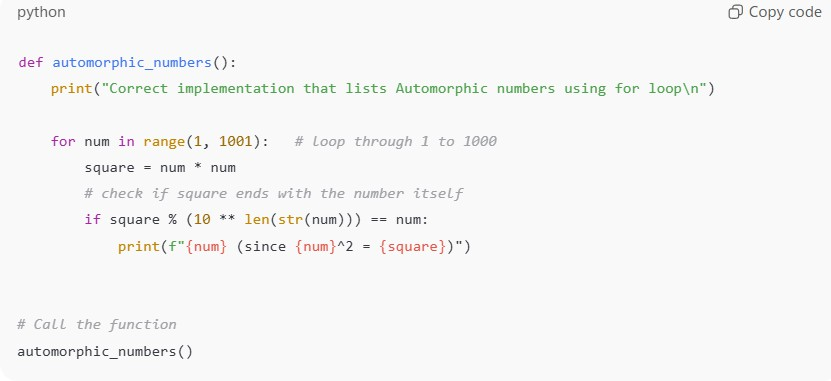 python
Copy code
def automorphic_numbers():
    print("Correct implementation that lists Automorphic numbers using for loop\n")
    for num in range(1, 1001):   # loop through 1 to 1000
        square = num * num
        # check if square ends with the number itself
        if square % (10 ** len(str(num))) == num:
            print(f"{num} (since {num}^2 = {square})")
# Call the function
automorphic_numbers()